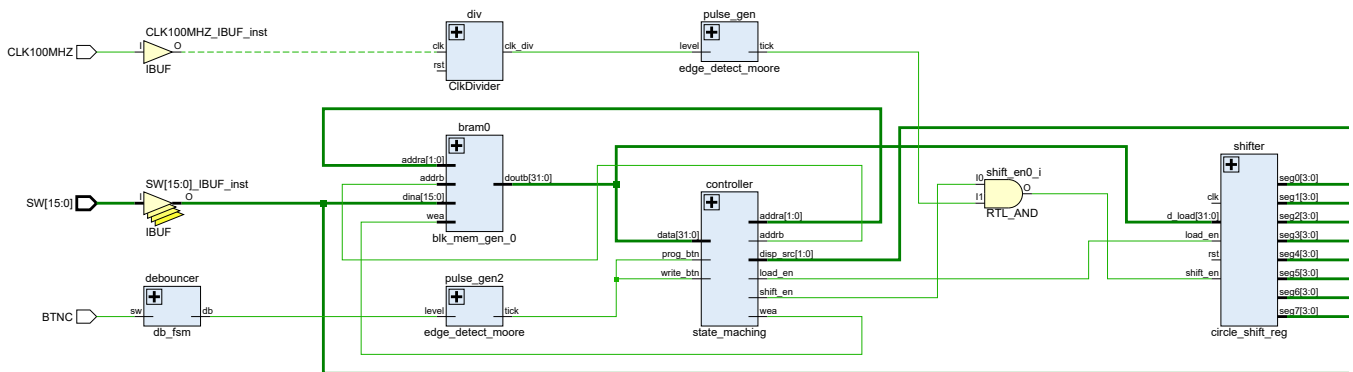 div
pulse_gen
CLK100MHZ_IBUF_inst
CLK100MHZ
I
O
IBUF
clk
clk_div
rst
ClkDivider
level
tick
edge_detect_moore
bram0
addra[1:0]
addrb
doutb[31:0]
dina[15:0]
wea
blk_mem_gen_0
SW[15:0]_IBUF_inst
SW[15:0]
I
O
IBUF
controller
addra[1:0]
data[31:0]
addrb
prog_btn
disp_src[1:0]
write_btn
load_en
shift_en
wea
state_maching
shift_en0_i
I0
O
I1
RTL_AND
shifter
seg0[3:0]
clk
seg1[3:0]
d_load[31:0]
seg2[3:0]
load_en
seg3[3:0]
rst
seg4[3:0]
shift_en
seg5[3:0]
seg6[3:0]
seg7[3:0]
circle_shift_reg
debouncer
BTNC
sw
db
db_fsm
pulse_gen2
level
tick
edge_detect_moore